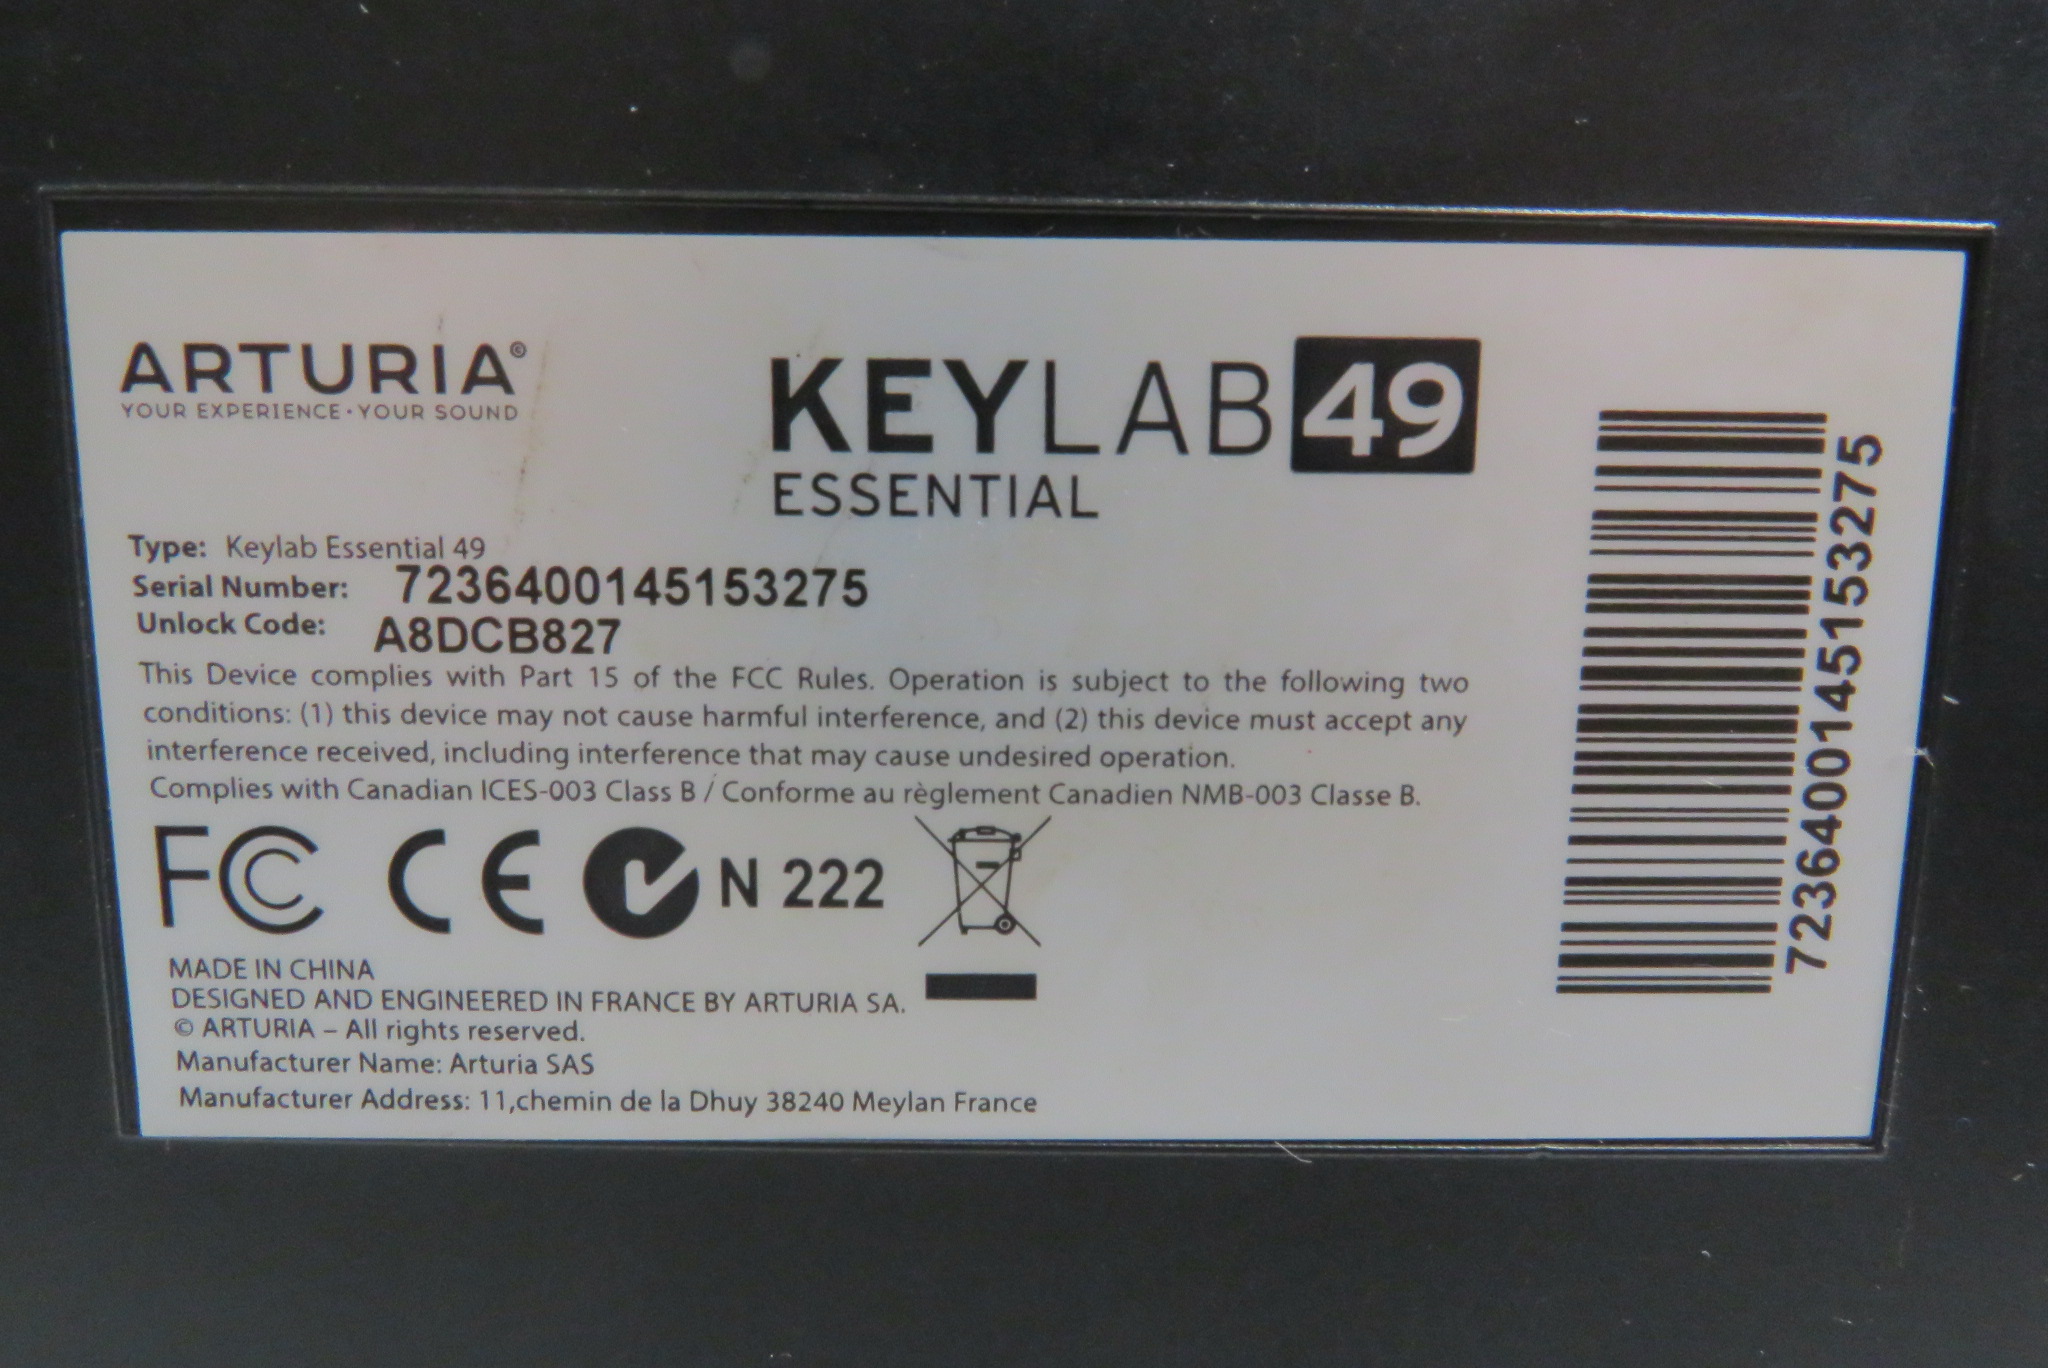 ARTURIA©
YOUR EXPERIENCE • YOUR SOUND
KEYLAB 49
ESSENTIAL
Type: Keylab Essential 49
Serial Number: 7236400145153275
Unlock Code: A8DCB827
This Device complies with Part 15 of the FCC Rules. Operation is subject to the following two
conditions: (1) this device may not cause harmful interference, and (2) this device must accept any
interference received, including interference that may cause undesired operation.
Complies with Canadian ICES-003 Class B / Conforme au règlement Canadien NMB-003 Classe B.
FC CE N 222
MADE IN CHINA
DESIGNED AND ENGINEERED IN FRANCE BY ARTURIA SA.
© ARTURIA – All rights reserved.
Manufacturer Name: Arturia SAS
Manufacturer Address: 11,chemin de la Dhuy 38240 Meylan France
7236400145153275